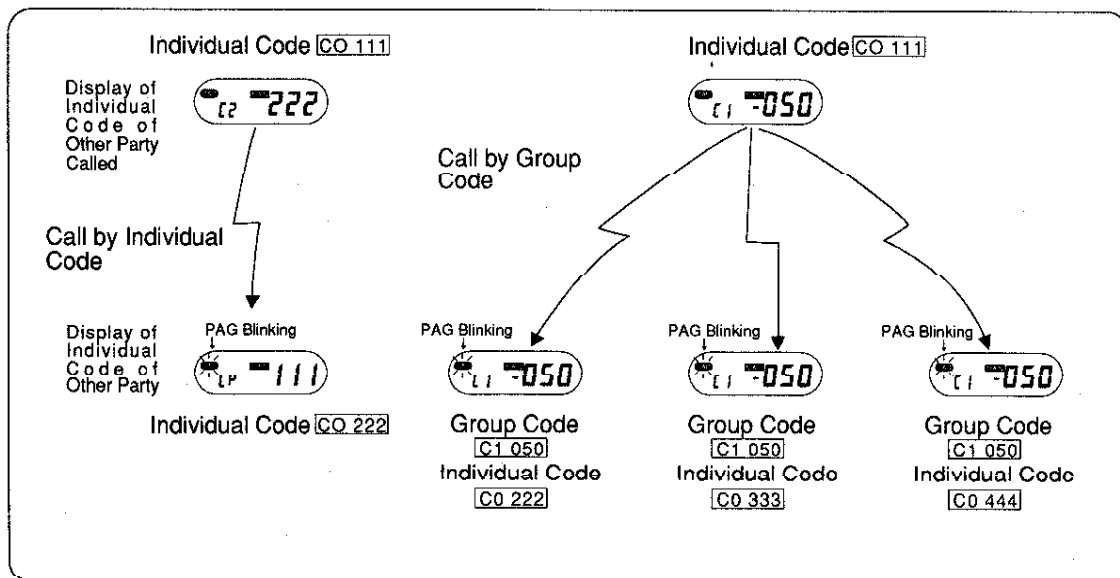 Individual Code CO 111
Display of
Individual
Code of
Other Party
Called
C2 222
Call by Individual
Code
Display of
Individual
Code of
Other Party
PAG Blinking
CP 111
Individual Code CO 222
Individual Code CO 111
C1 -050
Call by Group
Code
PAG Blinking
C1 -050
Group Code
C1 050
Individual Code
C0 222
PAG Blinking
C1 -050
Group Code
C1 050
Individual Code
C0 333
PAG Blinking
C1 -050
Group Code
C1 050
Individual Code
C0 444